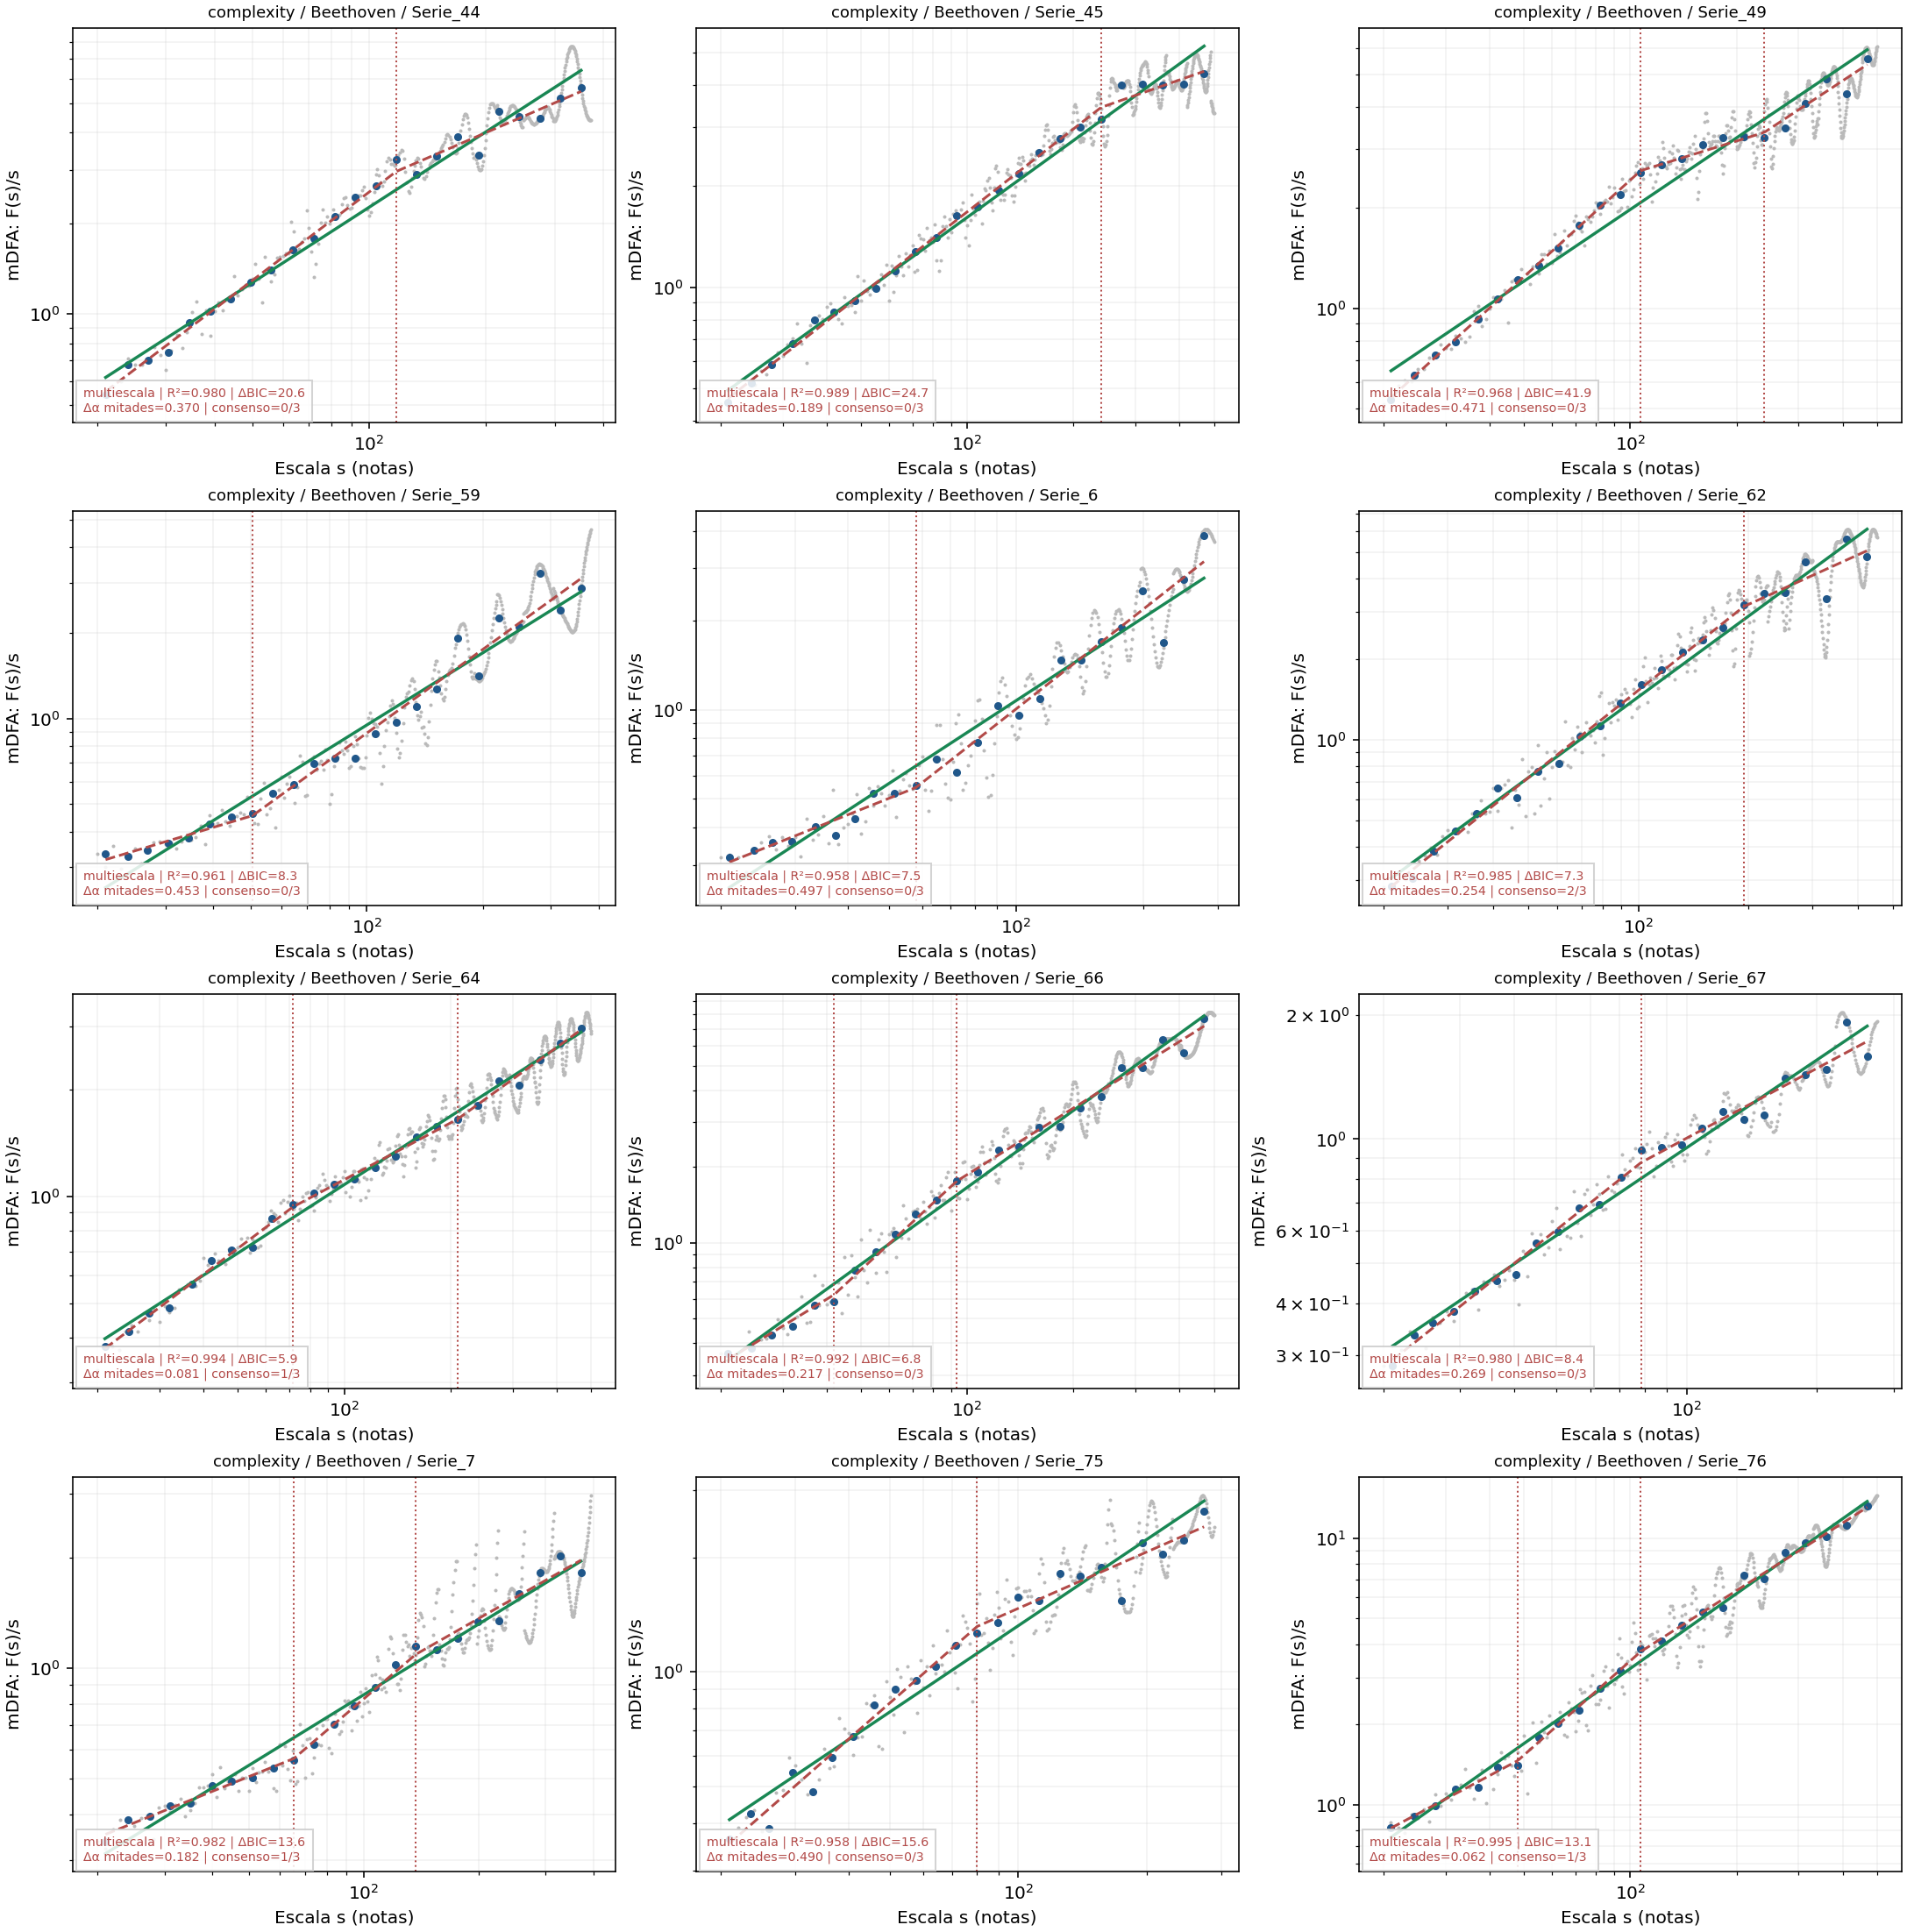 complexity / Beethoven / Serie_44
mDFA: F(s)/s
10⁰
multiescala | R²=0.980 | ΔBIC=20.6
Δα mitades=0.370 | consenso=0/3
10²
Escala s (notas)
complexity / Beethoven / Serie_45
mDFA: F(s)/s
10⁰
multiescala | R²=0.989 | ΔBIC=24.7
Δα mitades=0.189 | consenso=0/3
10²
Escala s (notas)
complexity / Beethoven / Serie_49
mDFA: F(s)/s
10⁰
multiescala | R²=0.968 | ΔBIC=41.9
Δα mitades=0.471 | consenso=0/3
10²
Escala s (notas)
complexity / Beethoven / Serie_59
mDFA: F(s)/s
10⁰
multiescala | R²=0.961 | ΔBIC=8.3
Δα mitades=0.453 | consenso=0/3
10²
Escala s (notas)
complexity / Beethoven / Serie_6
mDFA: F(s)/s
10⁰
multiescala | R²=0.958 | ΔBIC=7.5
Δα mitades=0.497 | consenso=0/3
10²
Escala s (notas)
complexity / Beethoven / Serie_62
mDFA: F(s)/s
10⁰
multiescala | R²=0.985 | ΔBIC=7.3
Δα mitades=0.254 | consenso=2/3
10²
Escala s (notas)
complexity / Beethoven / Serie_64
mDFA: F(s)/s
10⁰
multiescala | R²=0.994 | ΔBIC=5.9
Δα mitades=0.081 | consenso=1/3
10²
Escala s (notas)
complexity / Beethoven / Serie_66
mDFA: F(s)/s
10⁰
multiescala | R²=0.992 | ΔBIC=6.8
Δα mitades=0.217 | consenso=0/3
10²
Escala s (notas)
complexity / Beethoven / Serie_67
mDFA: F(s)/s
2 × 10⁰
10⁰
6 × 10⁻¹
4 × 10⁻¹
3 × 10⁻¹
multiescala | R²=0.980 | ΔBIC=8.4
Δα mitades=0.269 | consenso=0/3
10²
Escala s (notas)
complexity / Beethoven / Serie_7
mDFA: F(s)/s
10⁰
multiescala | R²=0.982 | ΔBIC=13.6
Δα mitades=0.182 | consenso=1/3
10²
Escala s (notas)
complexity / Beethoven / Serie_75
mDFA: F(s)/s
10⁰
multiescala | R²=0.958 | ΔBIC=15.6
Δα mitades=0.490 | consenso=0/3
10²
Escala s (notas)
complexity / Beethoven / Serie_76
mDFA: F(s)/s
10¹
10⁰
multiescala | R²=0.995 | ΔBIC=13.1
Δα mitades=0.062 | consenso=1/3
10²
Escala s (notas)